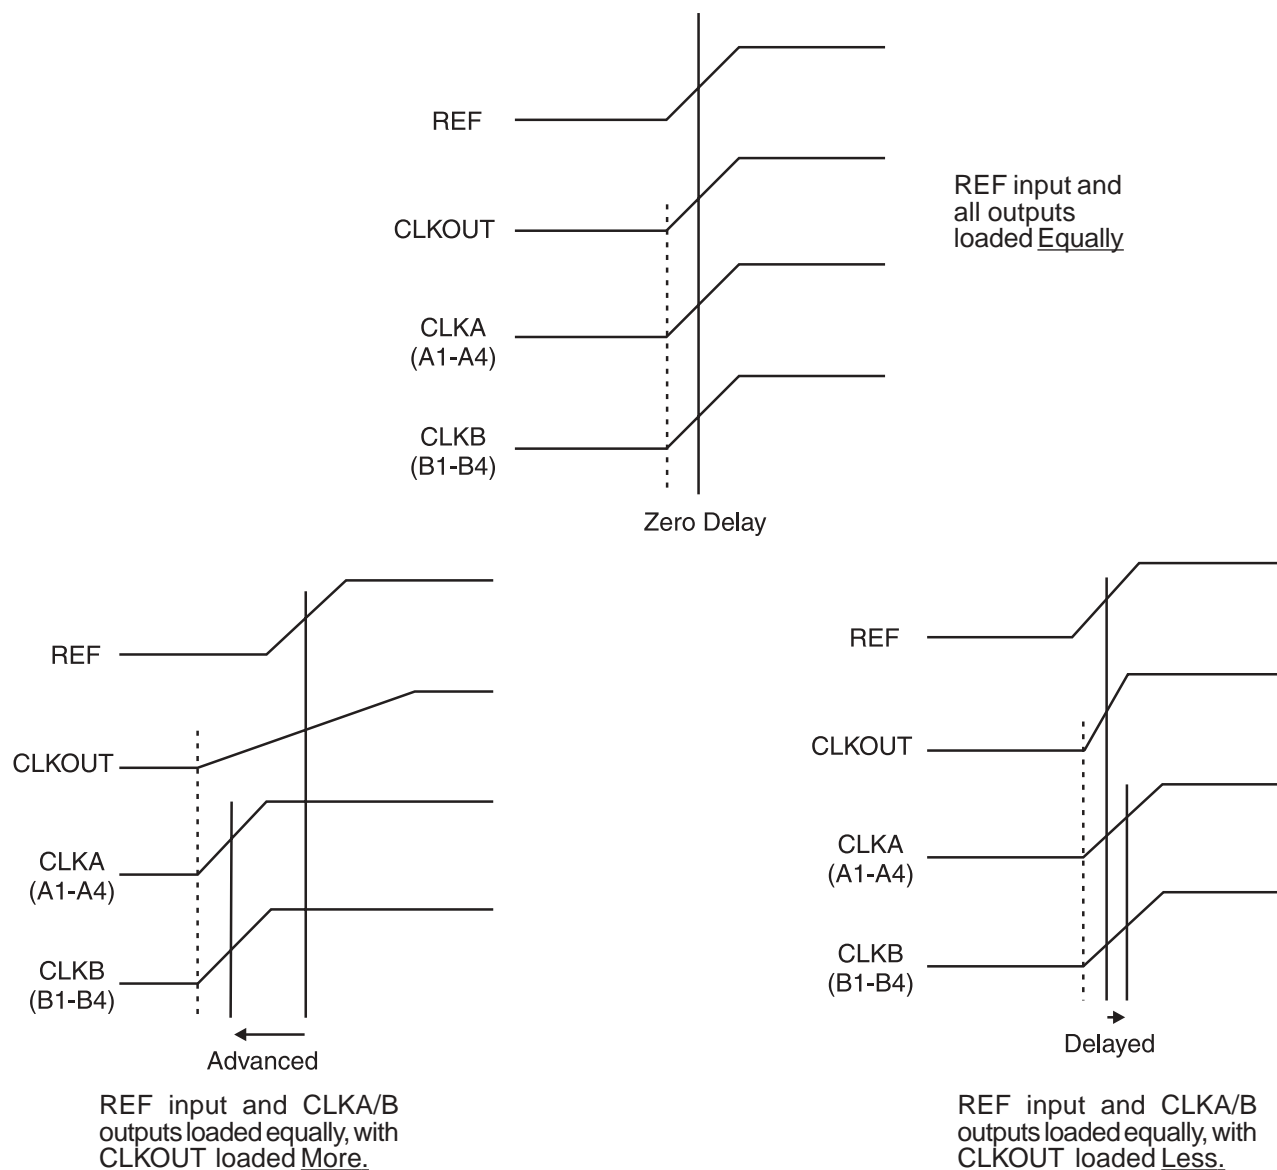 REF
CLKOUT
CLKA
(A1-A4)
CLKB
(B1-B4)
Zero Delay
REF input and
all outputs
loaded Equally
REF
CLKOUT
CLKA
(A1-A4)
CLKB
(B1-B4)
Advanced
REF input and CLKA/B
outputs loaded equally, with
CLKOUT loaded More.
REF
CLKOUT
CLKA
(A1-A4)
CLKB
(B1-B4)
Delayed
REF input and CLKA/B
outputs loaded equally, with
CLKOUT loaded Less.